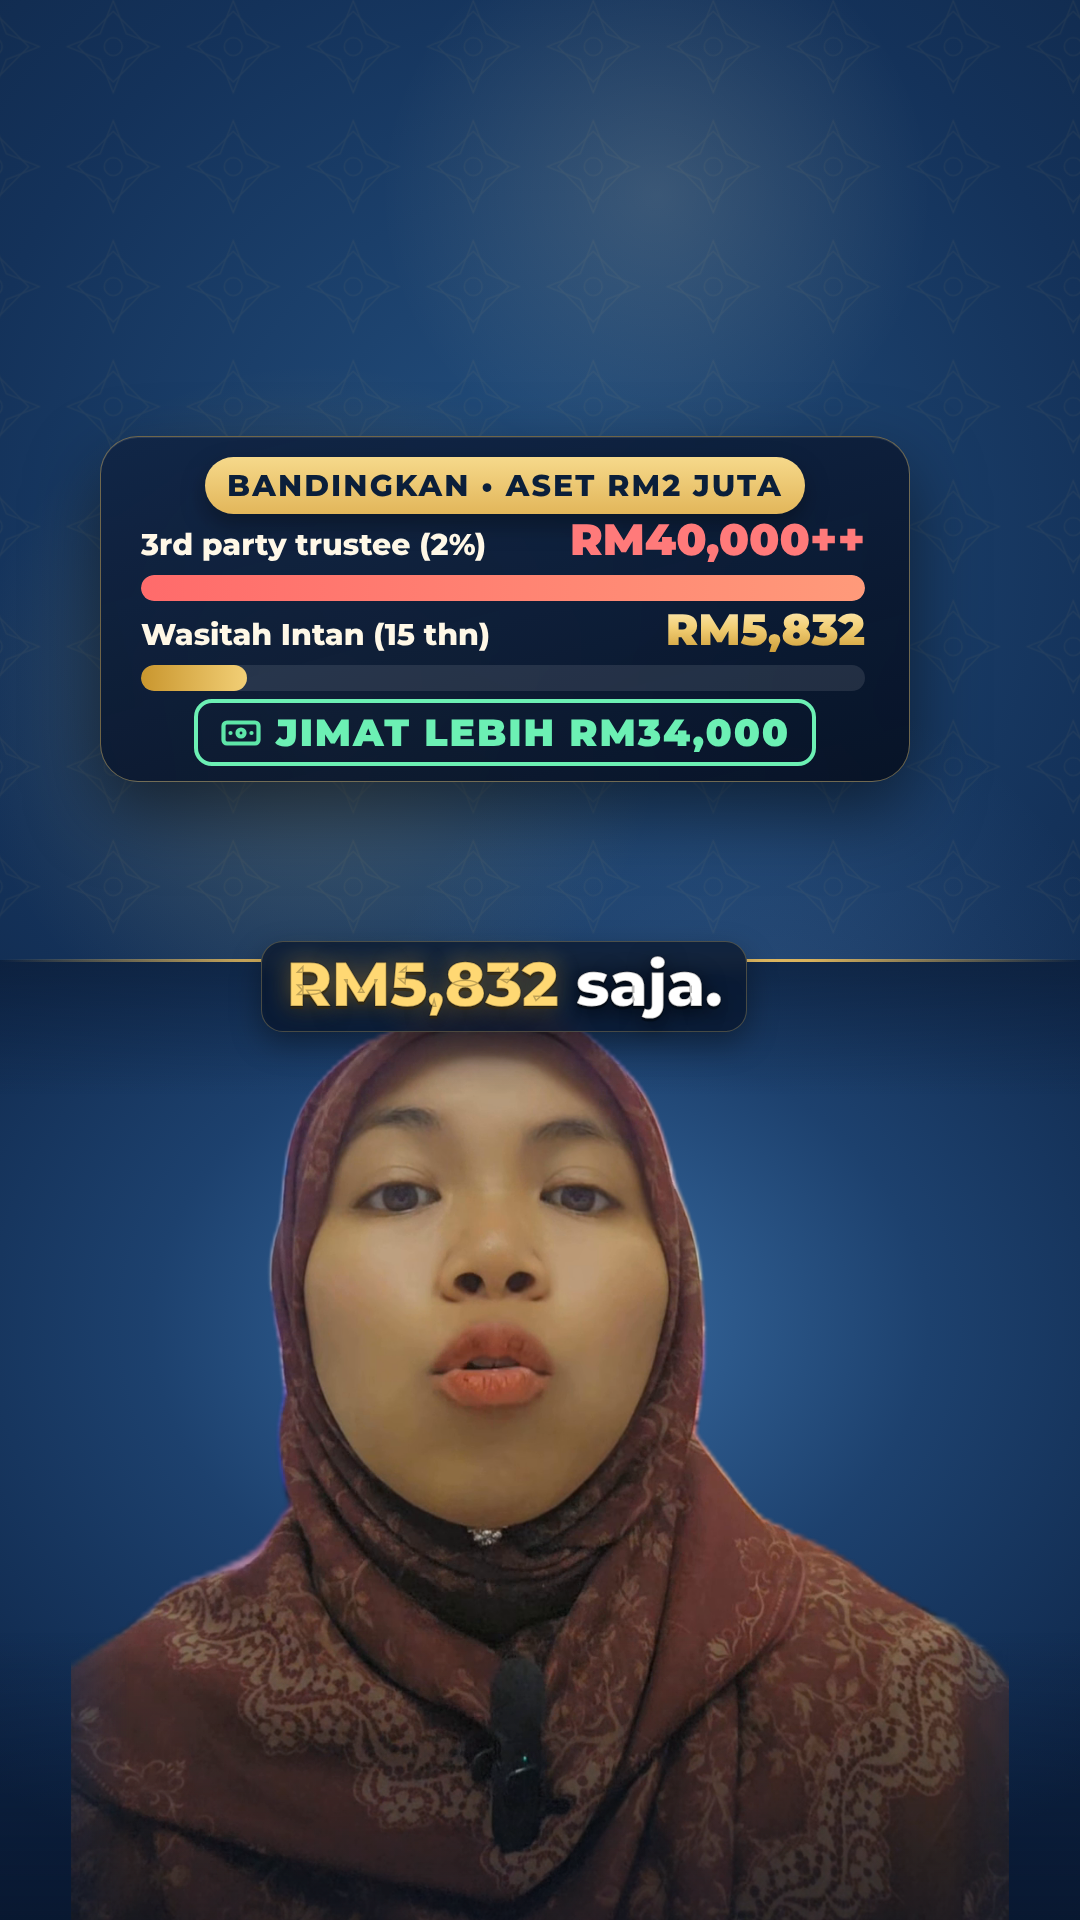 BANDINGKAN • ASET RM2 JUTA
3rd party trustee (2%) RM40,000++
Wasitah Intan (15 thn) RM5,832
JIMAT LEBIH RM34,000
RM5,832 saja.